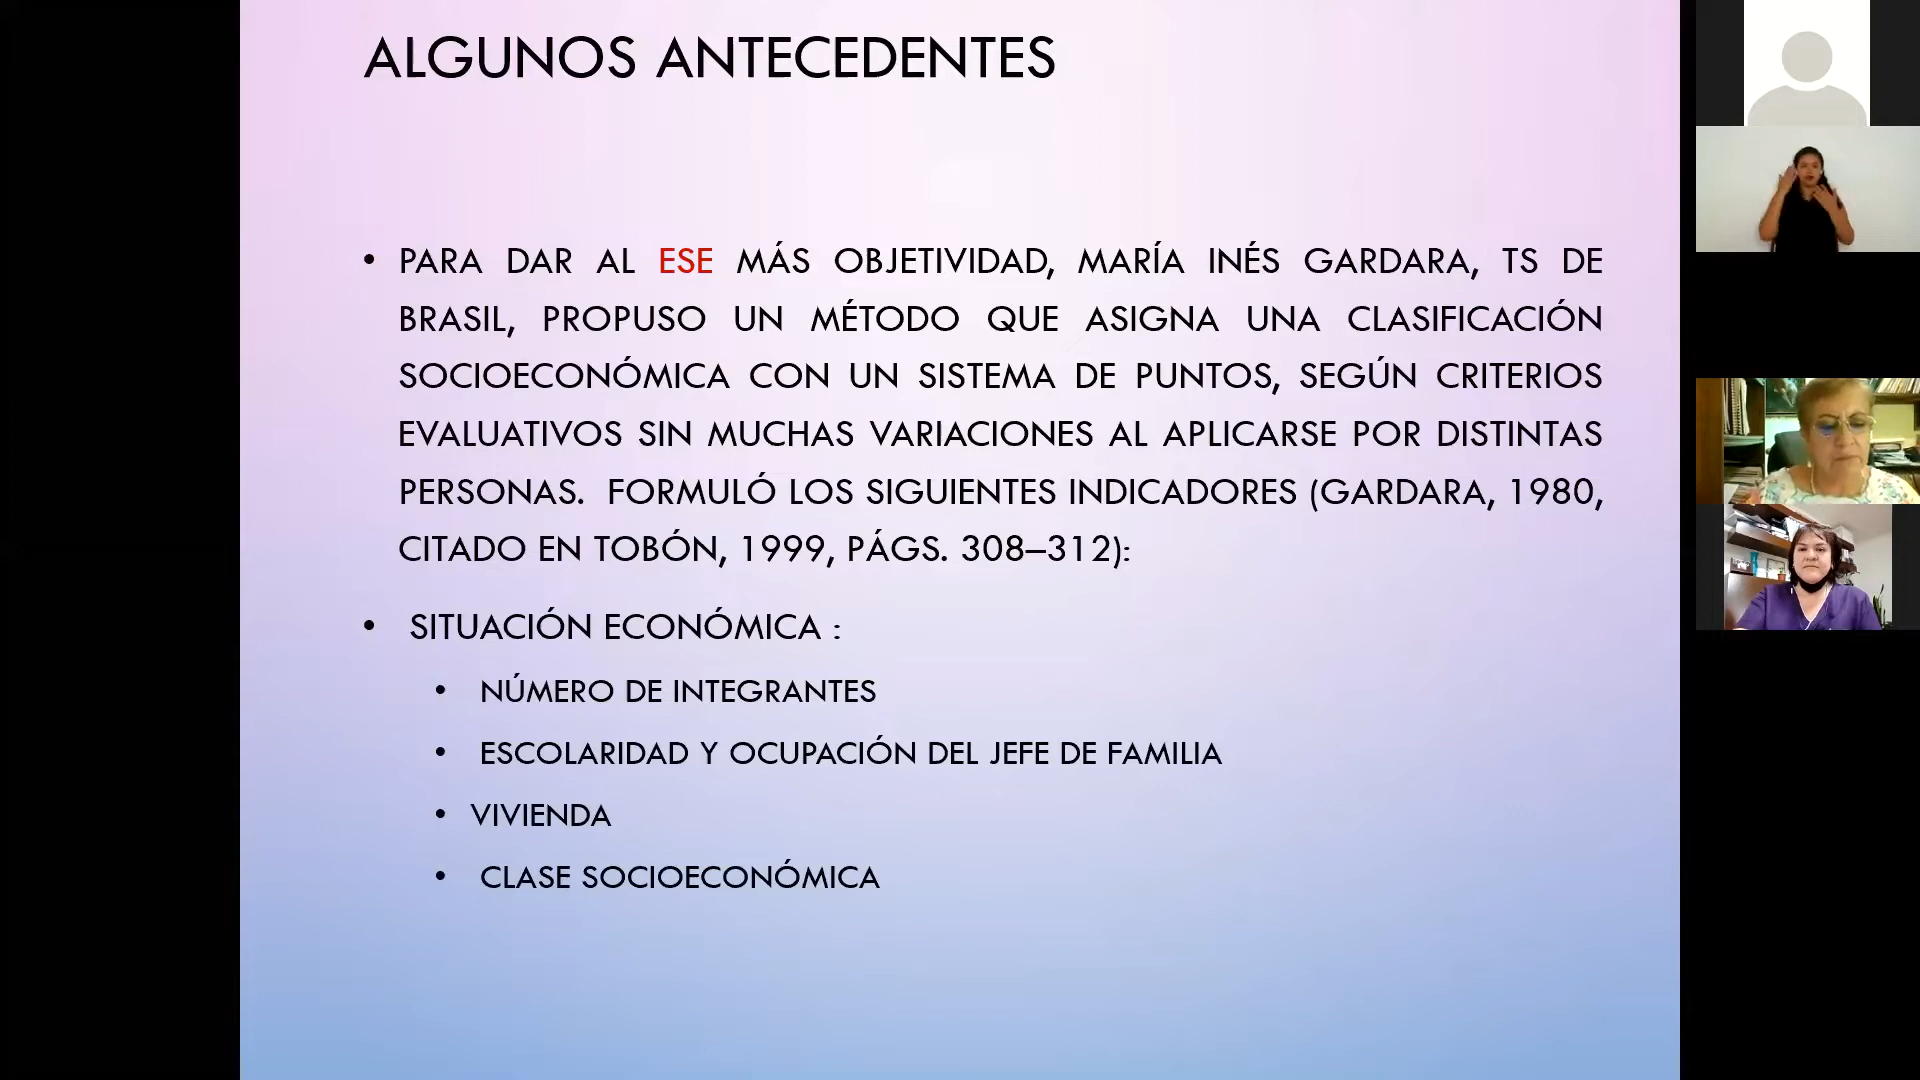 ALGUNOS ANTECEDENTES
• PARA DAR AL ESE MÁS OBJETIVIDAD, MARÍA INÉS GARDARA, TS DE
BRASIL, PROPUSO UN MÉTODO QUE ASIGNA UNA CLASIFICACIÓN
SOCIOECONÓMICA CON UN SISTEMA DE PUNTOS, SEGÚN CRITERIOS
EVALUATIVOS SIN MUCHAS VARIACIONES AL APLICARSE POR DISTINTAS
PERSONAS. FORMULÓ LOS SIGUIENTES INDICADORES (GARDARA, 1980,
CITADO EN TOBÓN, 1999, PÁGS. 308–312):
• SITUACIÓN ECONÓMICA :
• NÚMERO DE INTEGRANTES
• ESCOLARIDAD Y OCUPACIÓN DEL JEFE DE FAMILIA
• VIVIENDA
• CLASE SOCIOECONÓMICA